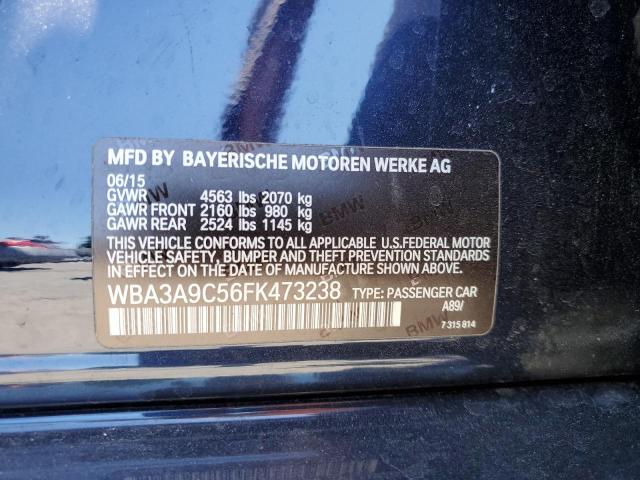 MFD BY BAYERISCHE MOTOREN WERKE AG
06/15
GVWR 4563 lbs 2070 kg
GAWR FRONT 2160 lbs 980 kg
GAWR REAR 2524 lbs 1145 kg
THIS VEHICLE CONFORMS TO ALL APPLICABLE U.S.FEDERAL MOTOR
VEHICLE SAFETY, BUMPER AND THEFT PREVENTION STANDARDS
IN EFFECT ON THE DATE OF MANUFACTURE SHOWN ABOVE.
WBA3A9C56FK473238 TYPE: PASSENGER CAR
A89/
7 315 814
BMW
BMW
BMW